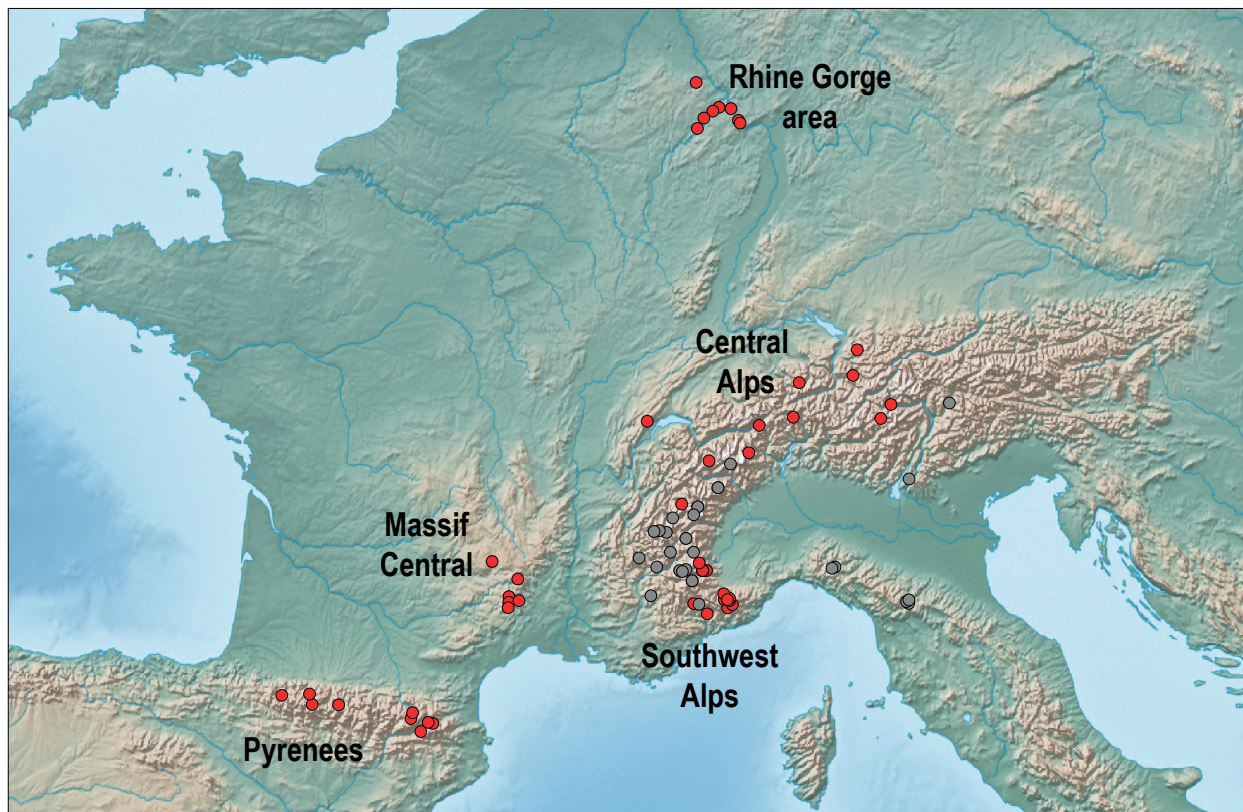 Rhine Gorge
area
Central
Alps
Massif
Central
Southwest
Alps
Pyrenees